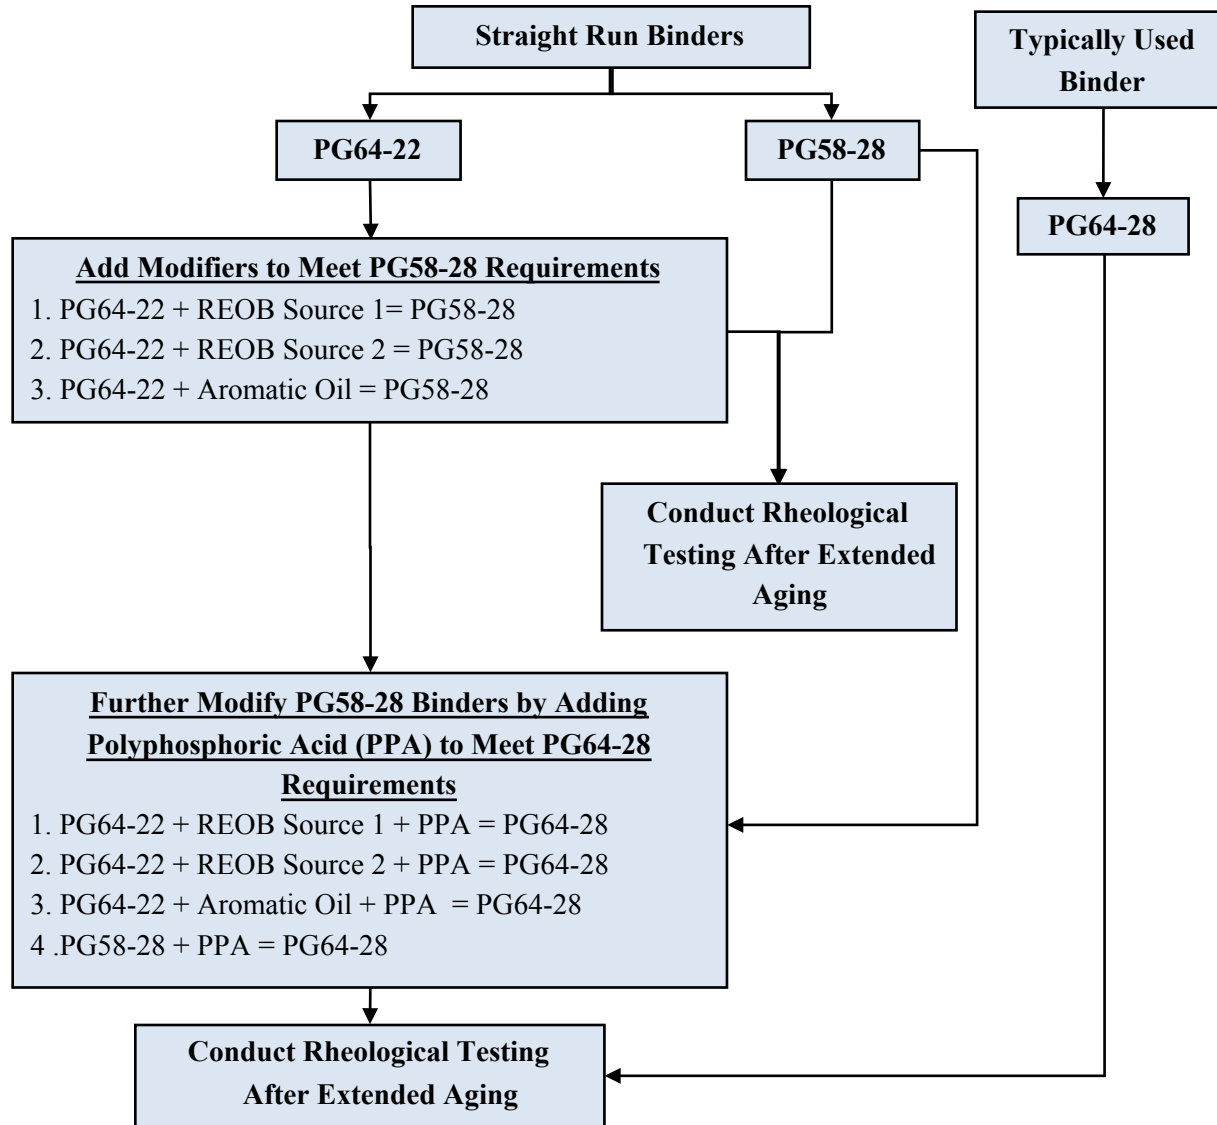 Straight Run Binders
Typically Used
Binder
PG64-22
PG58-28
PG64-28
Add Modifiers to Meet PG58-28 Requirements
1. PG64-22 + REOB Source 1= PG58-28
2. PG64-22 + REOB Source 2 = PG58-28
3. PG64-22 + Aromatic Oil = PG58-28
Conduct Rheological
Testing After Extended
Aging
Further Modify PG58-28 Binders by Adding
Polyphosphoric Acid (PPA) to Meet PG64-28
Requirements
1. PG64-22 + REOB Source 1 + PPA = PG64-28
2. PG64-22 + REOB Source 2 + PPA = PG64-28
3. PG64-22 + Aromatic Oil + PPA  = PG64-28
4 .PG58-28 + PPA = PG64-28
Conduct Rheological Testing
After Extended Aging